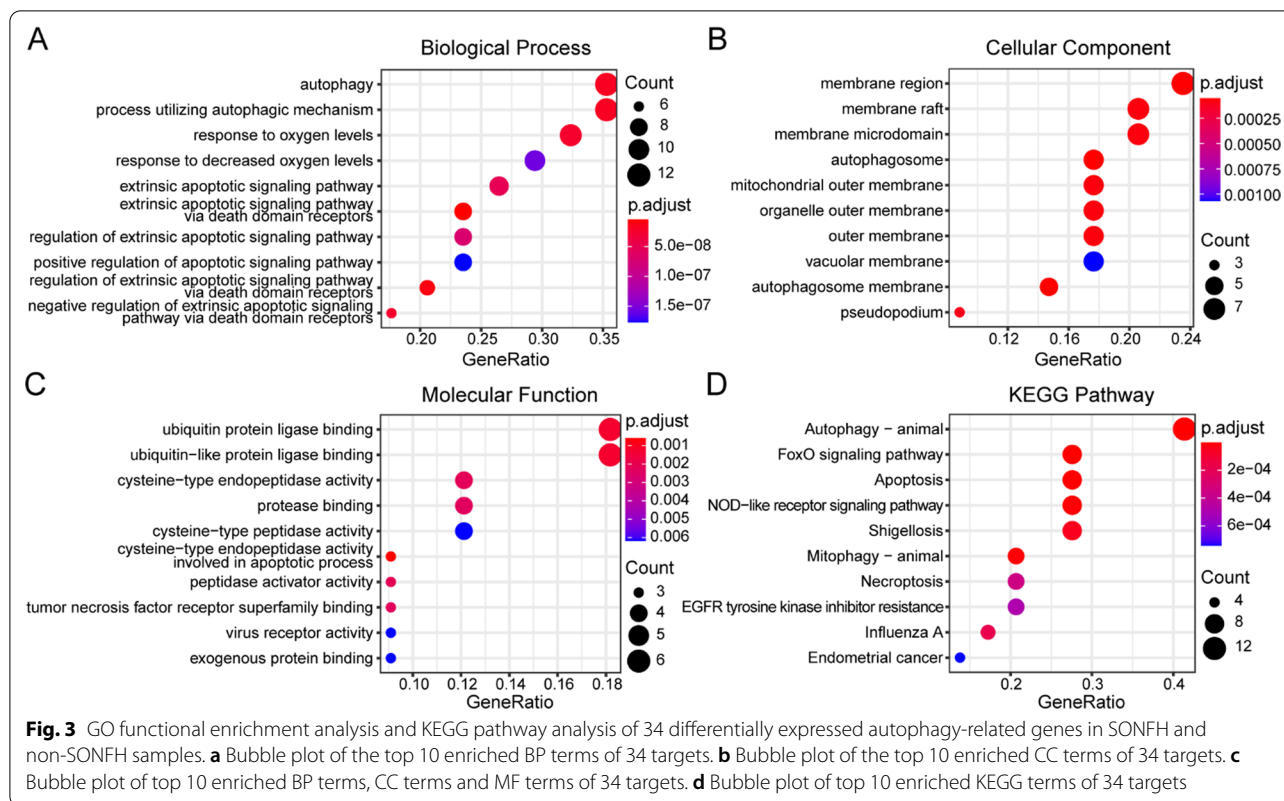 A
Biological Process
autophagy
process utilizing autophagic mechanism
response to oxygen levels
response to decreased oxygen levels
extrinsic apoptotic signaling pathway
extrinsic apoptotic signaling pathway
via death domain receptors
regulation of extrinsic apoptotic signaling pathway
positive regulation of apoptotic signaling pathway
regulation of extrinsic apoptotic signaling pathway
via death domain receptors
negative regulation of extrinsic apoptotic signaling
pathway via death domain receptors
0.20 0.25 0.30 0.35
GeneRatio
Count
6
8
10
12
p.adjust
5.0e−08
1.0e−07
1.5e−07
B
Cellular Component
membrane region
membrane raft
membrane microdomain
autophagosome
mitochondrial outer membrane
organelle outer membrane
outer membrane
vacuolar membrane
autophagosome membrane
pseudopodium
0.12 0.16 0.20 0.24
GeneRatio
p.adjust
0.00025
0.00050
0.00075
0.00100
Count
3
5
7
C
Molecular Function
ubiquitin protein ligase binding
ubiquitin−like protein ligase binding
cysteine−type endopeptidase activity
protease binding
cysteine−type peptidase activity
cysteine−type endopeptidase activity
involved in apoptotic process
peptidase activator activity
tumor necrosis factor receptor superfamily binding
virus receptor activity
exogenous protein binding
0.10 0.12 0.14 0.16 0.18
GeneRatio
p.adjust
0.001
0.002
0.003
0.004
0.005
0.006
Count
3
4
5
6
D
KEGG Pathway
Autophagy − animal
FoxO signaling pathway
Apoptosis
NOD−like receptor signaling pathway
Shigellosis
Mitophagy − animal
Necroptosis
EGFR tyrosine kinase inhibitor resistance
Influenza A
Endometrial cancer
0.2 0.3 0.4
GeneRatio
p.adjust
2e−04
4e−04
6e−04
Count
4
8
12
Fig. 3 GO functional enrichment analysis and KEGG pathway analysis of 34 differentially expressed autophagy-related genes in SONFH and
non-SONFH samples. a Bubble plot of the top 10 enriched BP terms of 34 targets. b Bubble plot of the top 10 enriched CC terms of 34 targets. c
Bubble plot of top 10 enriched BP terms, CC terms and MF terms of 34 targets. d Bubble plot of top 10 enriched KEGG terms of 34 targets